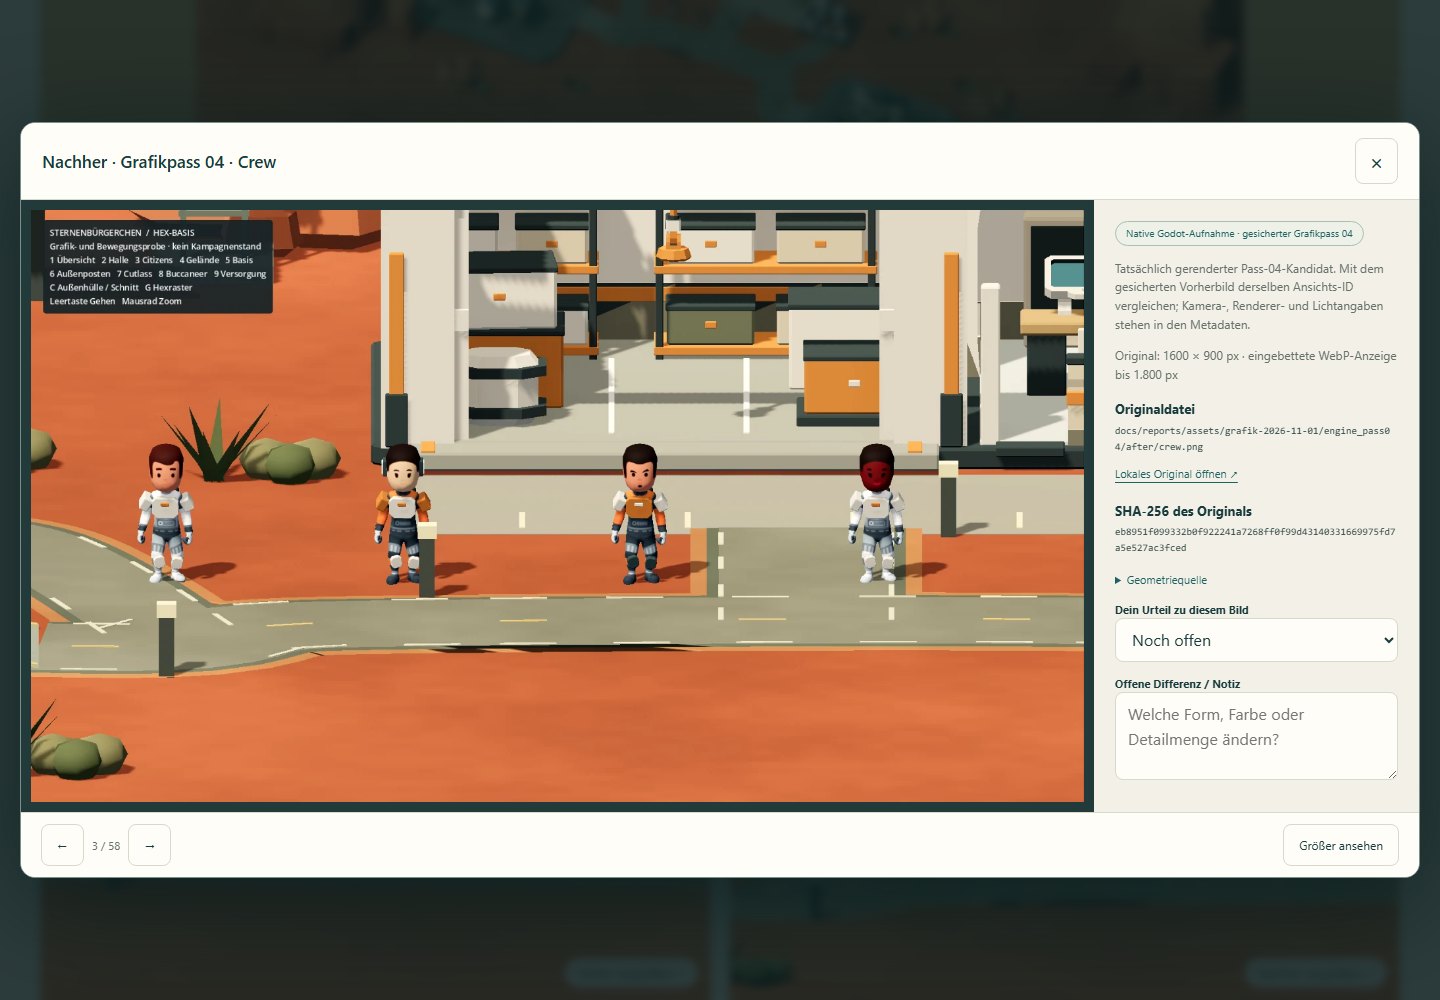 Nachher · Grafikpass 04 · Crew
×
STERNENBÜRGERCHEN / HEX-BASIS
Grafik- und Bewegungsprobe · kein Kampagnenstand
1 Übersicht 2 Halle 3 Citizens 4 Gelände 5 Basis
6 Außenposten 7 Cutlass 8 Buccaneer 9 Versorgung
C Außenhülle / Schnitt G Hexraster
Leertaste Gehen Mausrad Zoom
Native Godot-Aufnahme · gesicherter Grafikpass 04
Tatsächlich gerenderter Pass-04-Kandidat. Mit dem
gesicherten Vorherbild derselben Ansichts-ID
vergleichen; Kamera-, Renderer- und Lichtangaben
stehen in den Metadaten.
Original: 1600 × 900 px · eingebettete WebP-Anzeige
bis 1.800 px
Originaldatei
docs/reports/assets/grafik-2026-11-01/engine_pass0
4/after/crew.png
Lokales Original öffnen ↗
SHA-256 des Originals
eb8951f099332b0f922241a7268ff0f99d43140331669975fd7
a5e527ac3fced
▶ Geometriequelle
Dein Urteil zu diesem Bild
Noch offen
Offene Differenz / Notiz
Welche Form, Farbe oder
Detailmenge ändern?
← 3 / 58 →
Größer ansehen